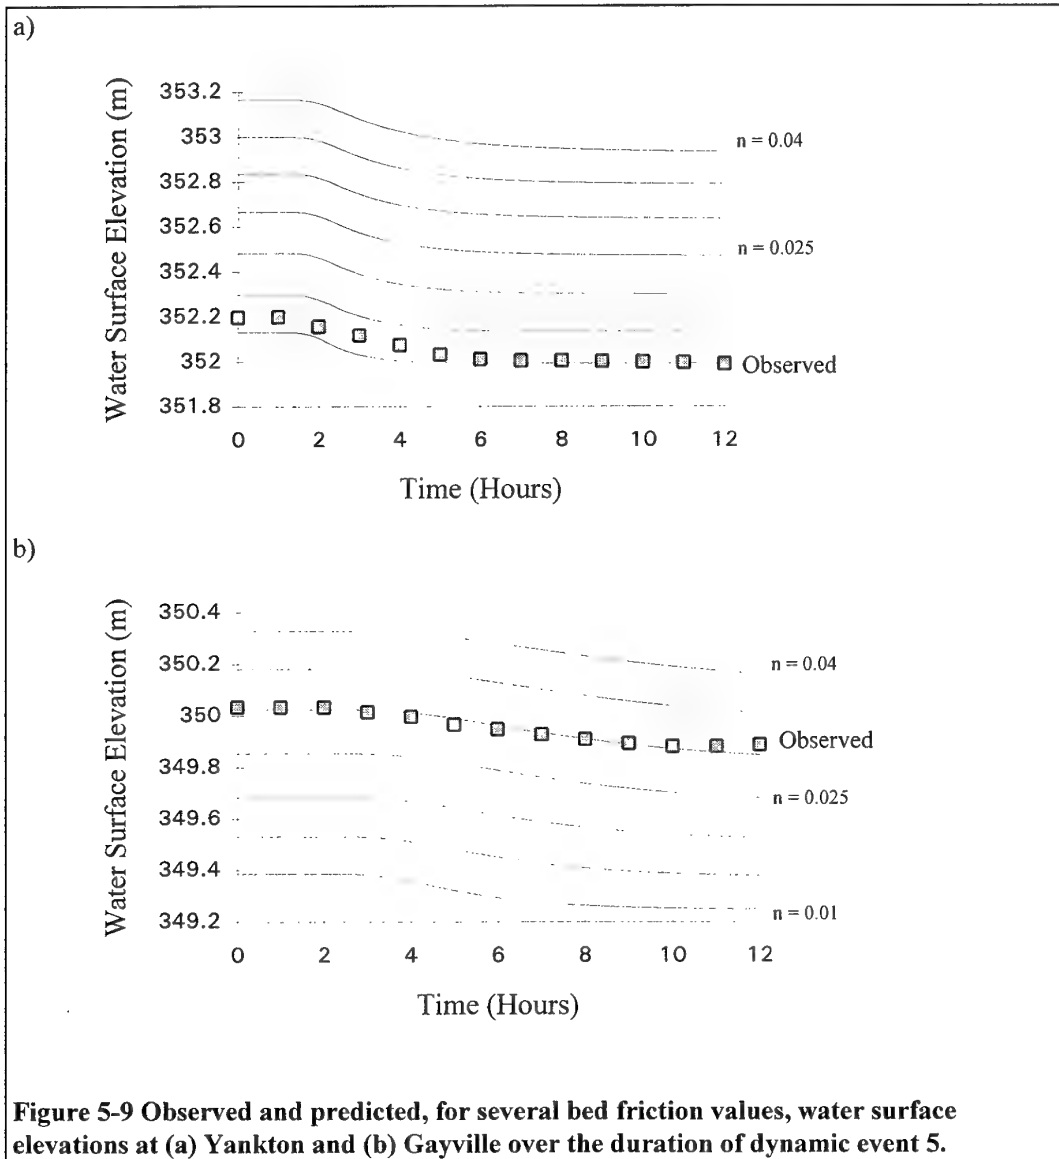 a)
Water Surface Elevation (m)
353.2
353
352.8
352.6
352.4
352.2
352
351.8
n = 0.04
n = 0.025
Observed
0 2 4 6 8 10 12
Time (Hours)
b)
Water Surface Elevation (m)
350.4
350.2
350
349.8
349.6
349.4
349.2
n = 0.04
Observed
n = 0.025
n = 0.01
0 2 4 6 8 10 12
Time (Hours)
Figure 5-9 Observed and predicted, for several bed friction values, water surface
elevations at (a) Yankton and (b) Gayville over the duration of dynamic event 5.